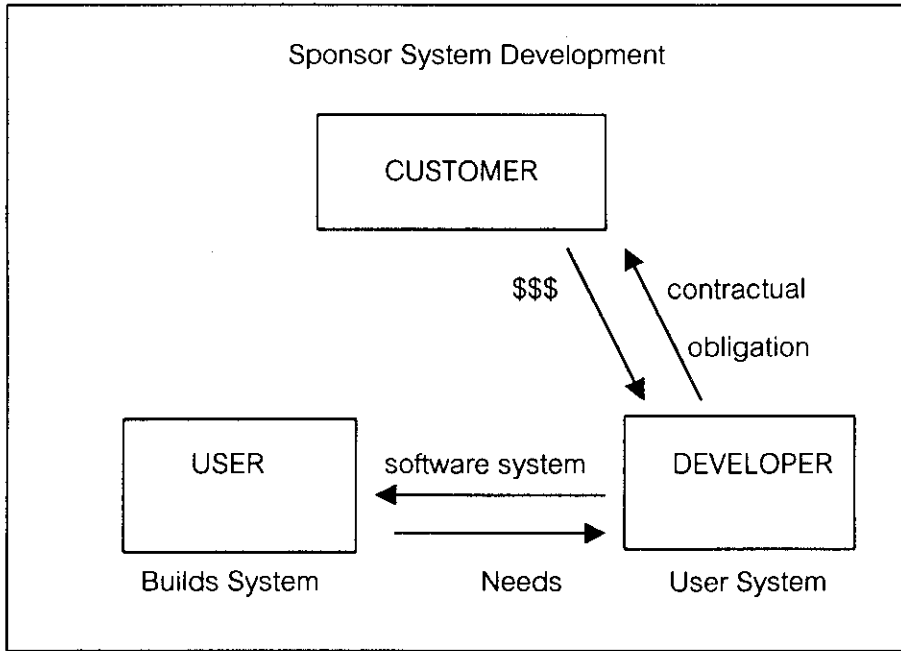 Sponsor System Development
CUSTOMER
$$$
contractual
obligation
USER
software system
DEVELOPER
Builds System
Needs
User System